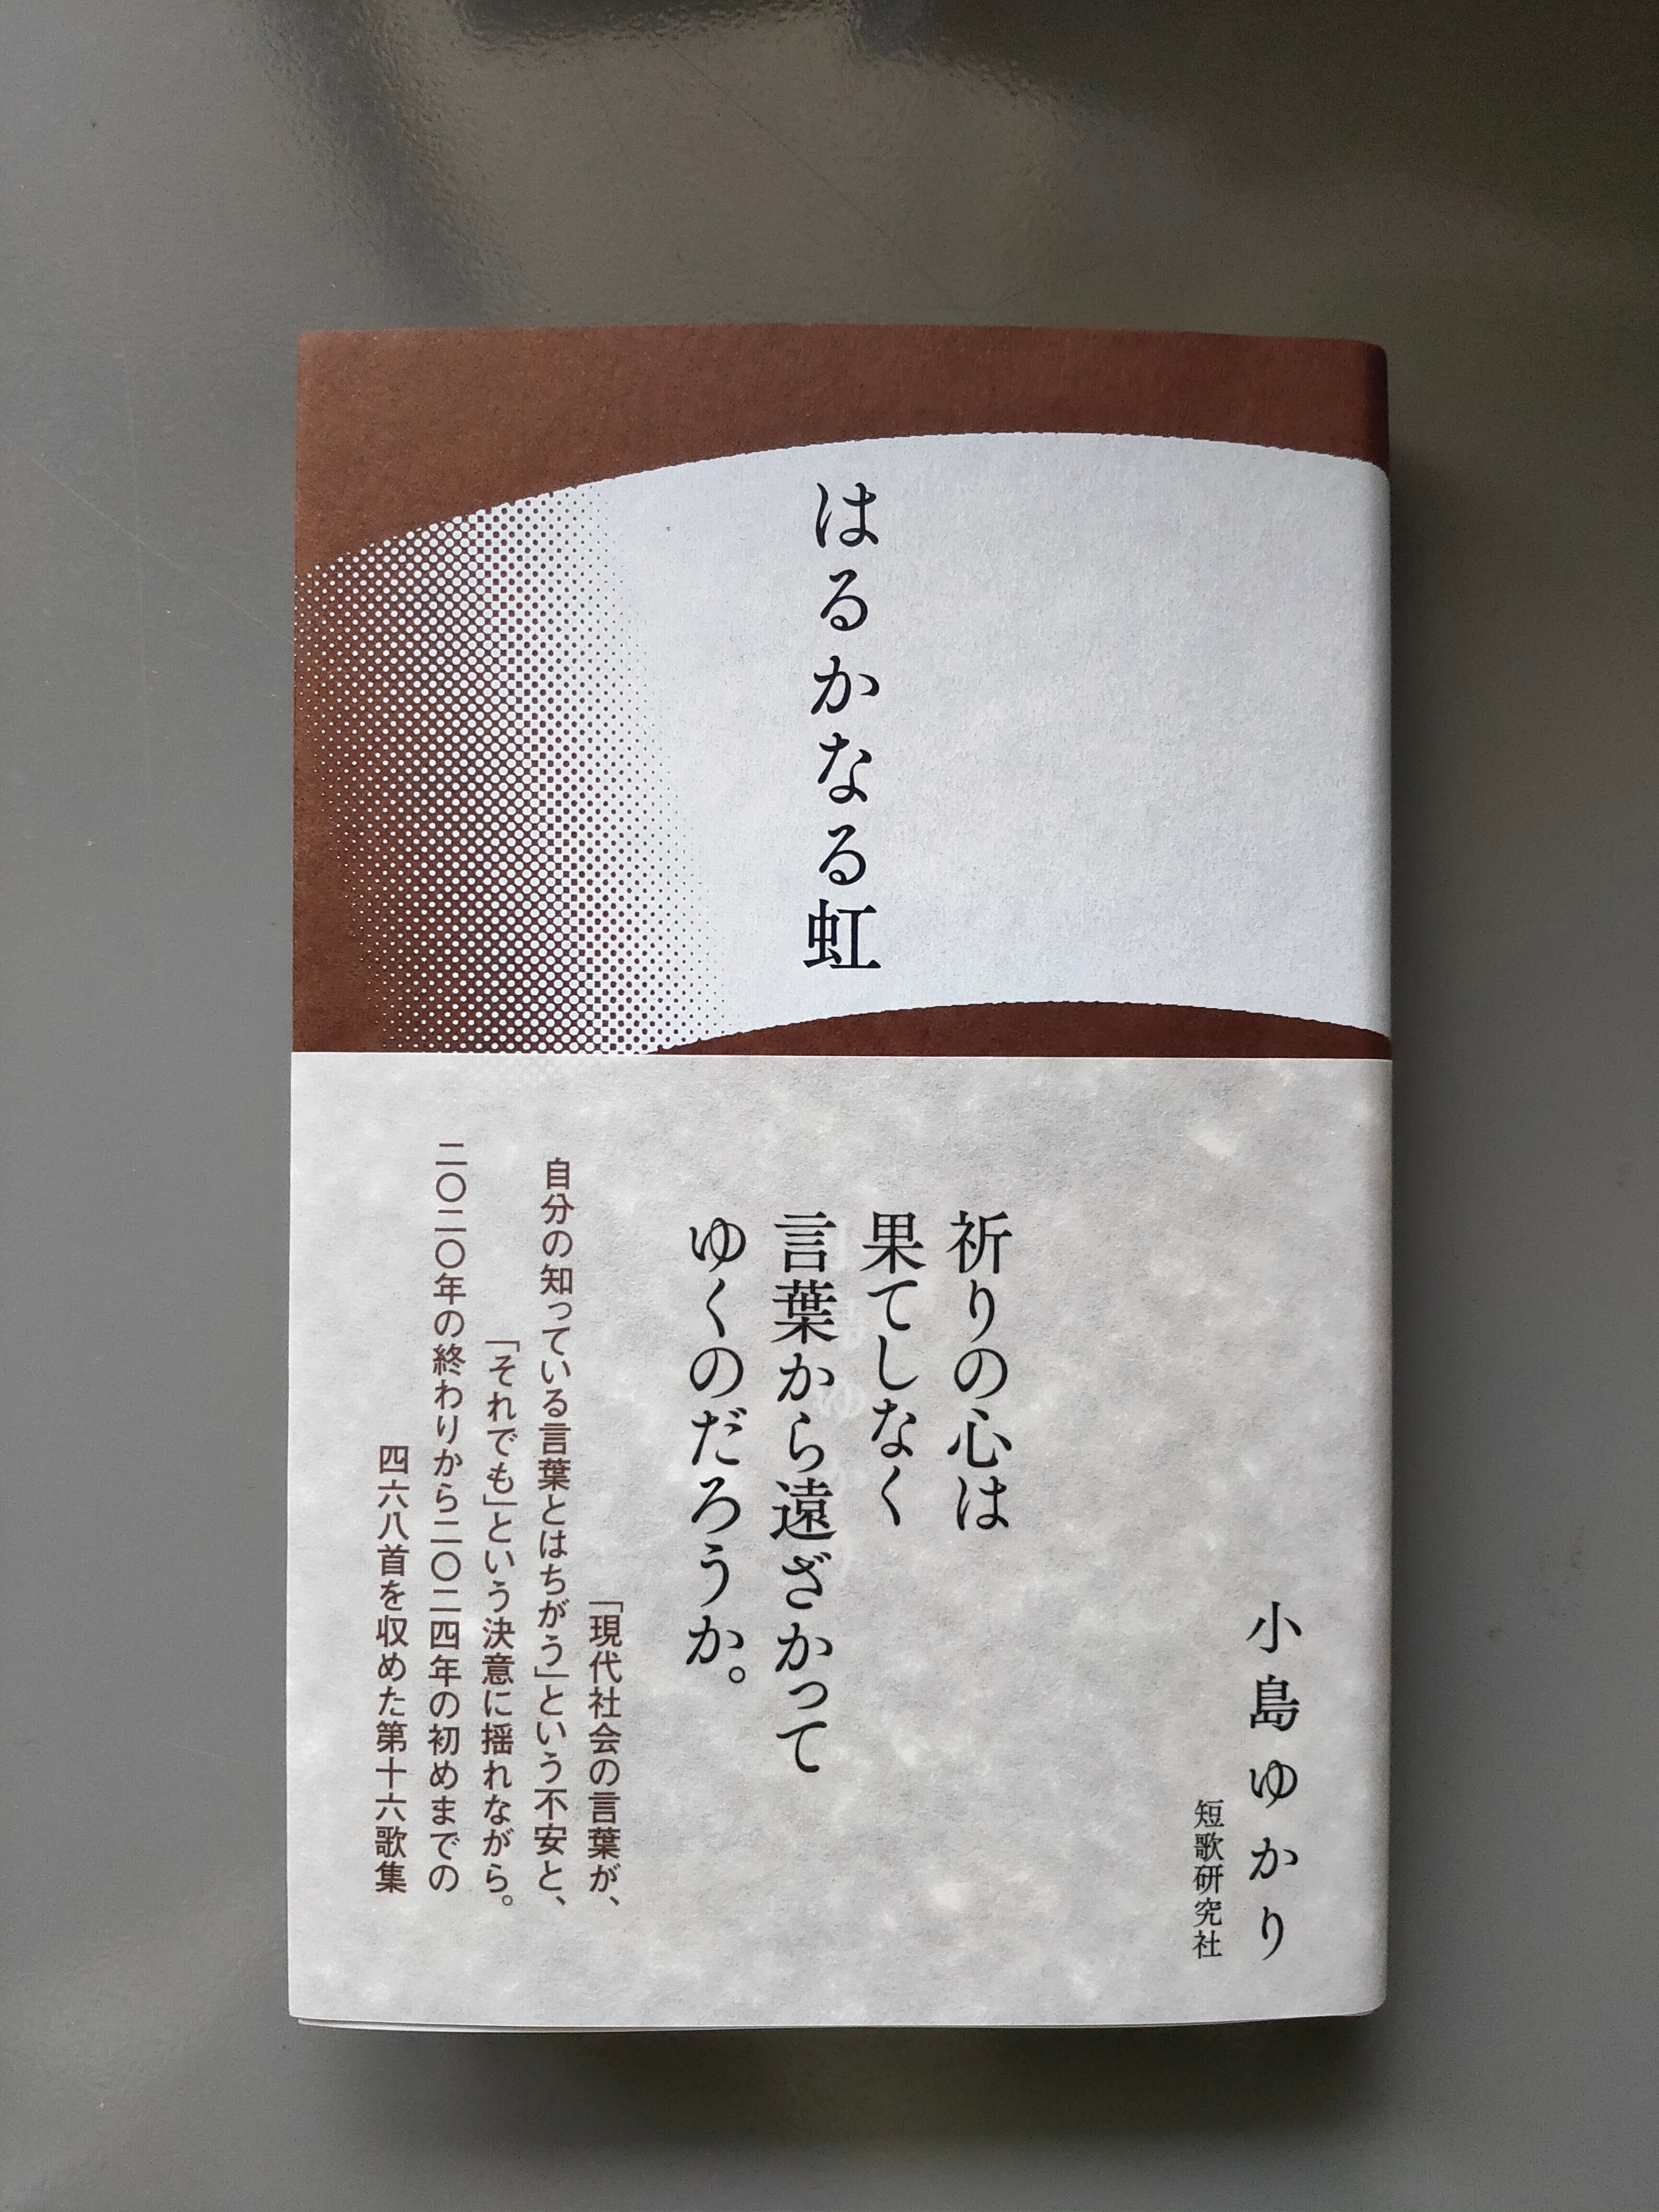 はるかなる虹
小島ゆかり
短歌研究社
祈りの心は
果てしなく
言葉から遠ざかって
ゆくのだろうか。
「現代社会の言葉が、
自分の知っている言葉とはちがう」という不安と、
「それでも」という決意に揺れながら。
二〇二〇年の終わりから二〇二四年の初めまでの
四六八首を収めた第十六歌集